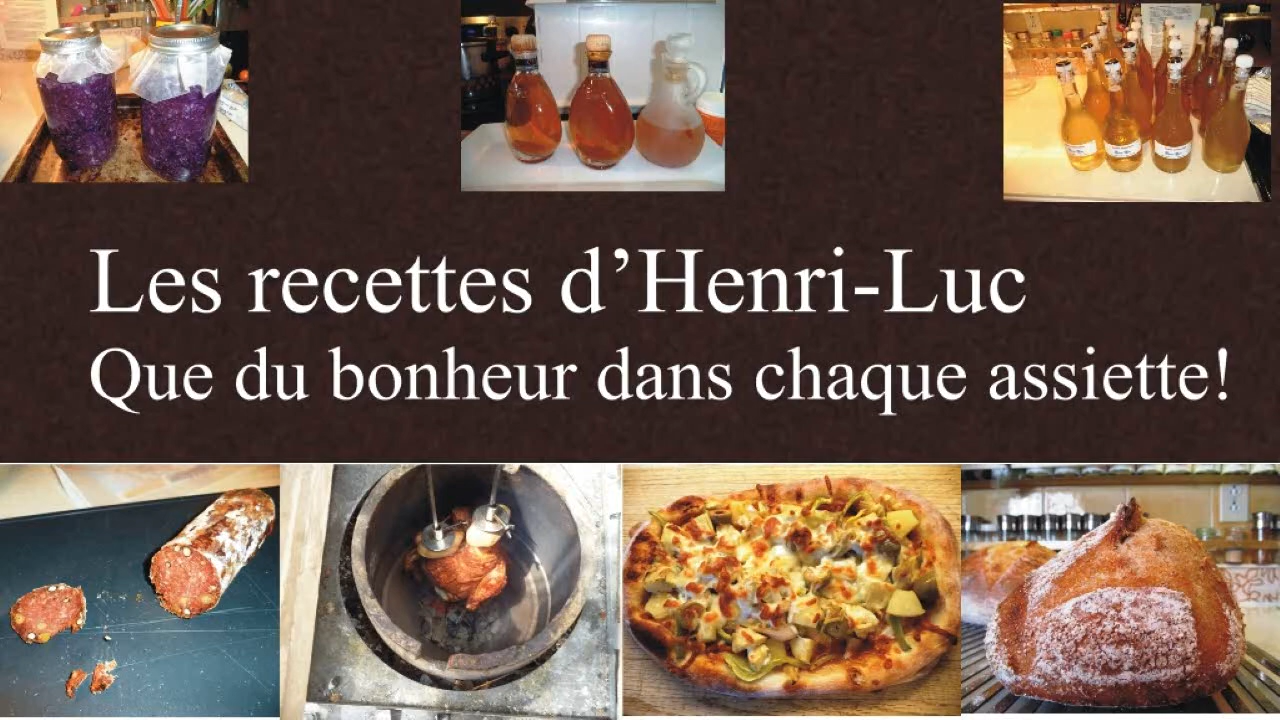 Les recettes d’Henri-Luc
Que du bonheur dans chaque assiette!